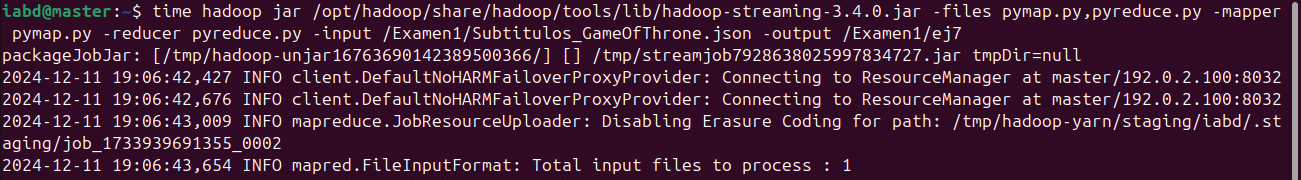 iabd@master:~$ time hadoop jar /opt/hadoop/share/hadoop/tools/lib/hadoop-streaming-3.4.0.jar -files pymap.py,pyreduce.py -mapper
pymap.py -reducer pyreduce.py -input /Examen1/Subtitulos_GameOfThrone.json -output /Examen1/ej7
packageJobJar: [/tmp/hadoop-unjar167636901423895003​66/] [] /tmp/streamjob7928638025997834727.jar tmpDir=null
2024-12-11 19:06:42,427 INFO client.DefaultNoHARMFailoverProxyProvider: Connecting to ResourceManager at master/192.0.2.100:8032
2024-12-11 19:06:42,676 INFO client.DefaultNoHARMFailoverProxyProvider: Connecting to ResourceManager at master/192.0.2.100:8032
2024-12-11 19:06:43,009 INFO mapreduce.JobResourceUploader: Disabling Erasure Coding for path: /tmp/hadoop-yarn/staging/iabd/.st
aging/job_1733939691355_0002
2024-12-11 19:06:43,654 INFO mapred.FileInputFormat: Total input files to process : 1